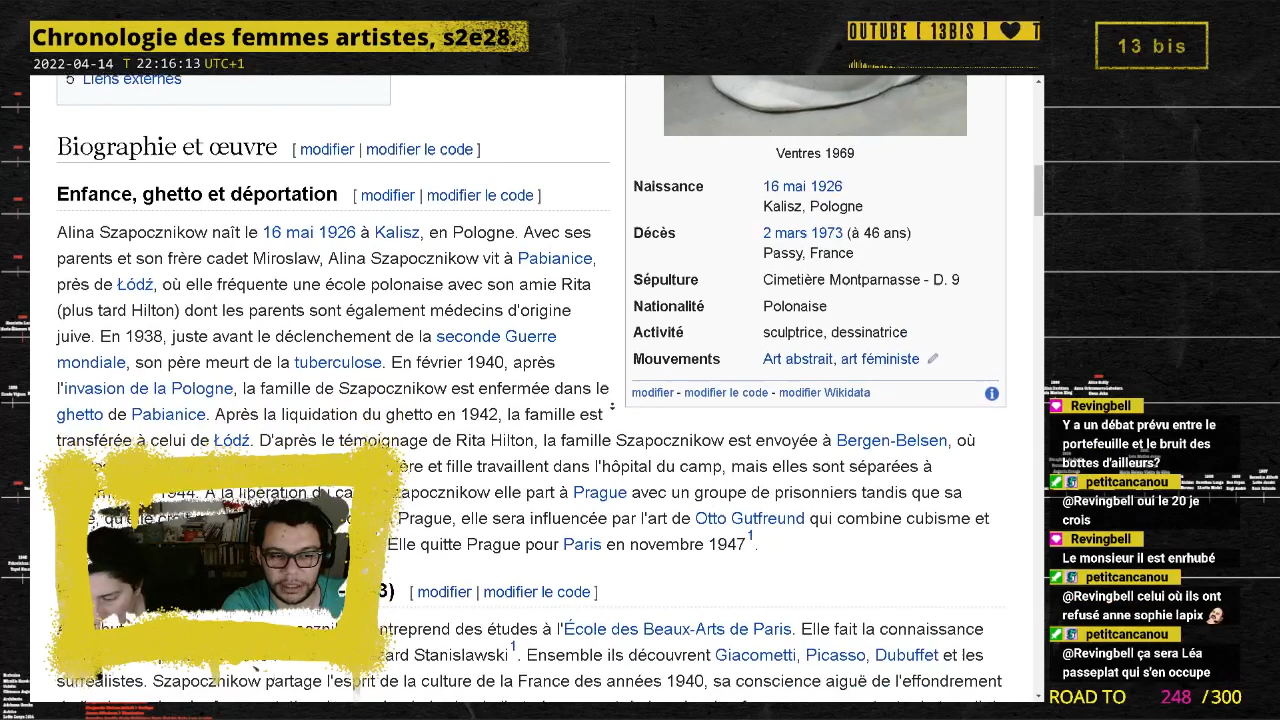 Chronologie des femmes artistes, s2e28.
2022-04-14 T 22:16:13 UTC+1
OUTUBE [ 13BIS ] T
13 bis
5 Liens externes
Biographie et œuvre [ modifier | modifier le code ]
Enfance, ghetto et déportation [ modifier | modifier le code ]
Alina Szapocznikow naît le 16 mai 1926 à Kalisz, en Pologne. Avec ses
parents et son frère cadet Miroslaw, Alina Szapocznikow vit à Pabianice,
près de Łódź, où elle fréquente une école polonaise avec son amie Rita
(plus tard Hilton) dont les parents sont également médecins d'origine
juive. En 1938, juste avant le déclenchement de la seconde Guerre
mondiale, son père meurt de la tuberculose. En février 1940, après
l'invasion de la Pologne, la famille de Szapocznikow est enfermée dans le
ghetto de Pabianice. Après la liquidation du ghetto en 1942, la famille est
transférée à celui de Łódź. D'après le témoignage de Rita Hilton, la famille Szapocznikow est envoyée à Bergen-Belsen, où
ère et fille travaillent dans l'hôpital du camp, mais elles sont séparées à
1944. A la libération du ca apocznikow elle part à Prague avec un groupe de prisonniers tandis que sa
Prague, elle sera influencée par l'art de Otto Gutfreund qui combine cubisme et
Elle quitte Prague pour Paris en novembre 1947 1.
3) [ modifier | modifier le code ]
ntreprend des études à l'École des Beaux-Arts de Paris. Elle fait la connaissance
ard Stanislawski 1. Ensemble ils découvrent Giacometti, Picasso, Dubuffet et les
surréalistes. Szapocznikow partage l'esprit de la culture de la France des années 1940, sa conscience aiguë de l'effondrement
Ventres 1969
Naissance 16 mai 1926
Kalisz, Pologne
Décès 2 mars 1973 (à 46 ans)
Passy, France
Sépulture Cimetière Montparnasse - D. 9
Nationalité Polonaise
Activité sculptrice, dessinatrice
Mouvements Art abstrait, art féministe
modifier - modifier le code - modifier Wikidata
Revingbell
Y a un débat prévu entre le
portefeuille et le bruit des
bottes d'ailleurs?
petitcancanou
@Revingbell oui le 20 je
crois
Revingbell
Le monsieur il est enrhubé
petitcancanou
@Revingbell celui où ils ont
refusé anne sophie lapix
petitcancanou
@Revingbell ça sera Léa
passeplat qui s'en occupe
ROAD TO 248 /300